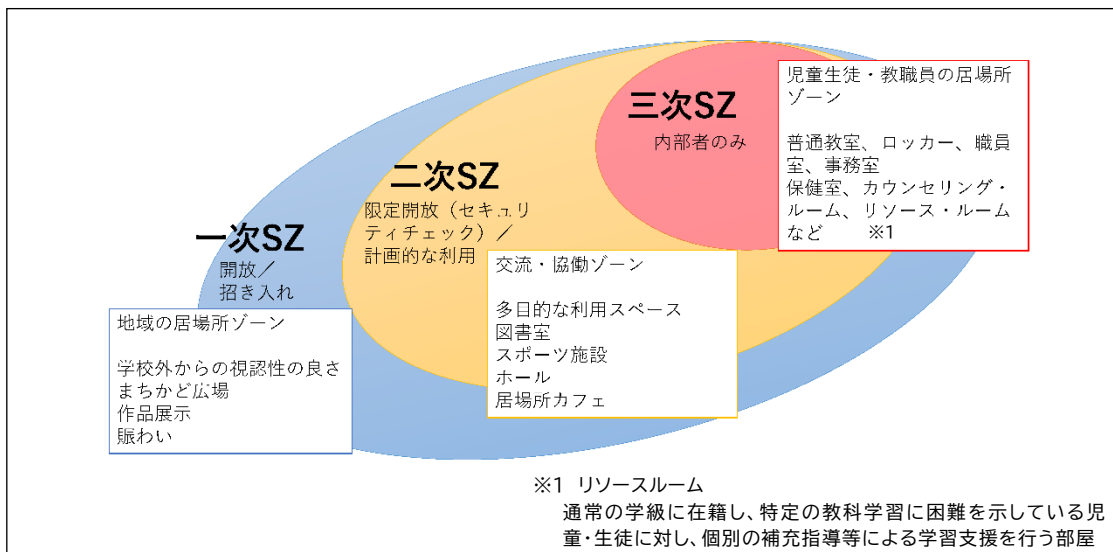 三次SZ
内部者のみ
児童生徒・教職員の居場所
ゾーン
普通教室、ロッカー、職員
室、事務室
保健室、カウンセリング・
ルーム、リソース・ルーム
など　　※1
二次SZ
限定開放（セキュリ
ティチェック）／
計画的な利用
交流・協働ゾーン
多目的な利用スペース
図書室
スポーツ施設
ホール
居場所カフェ
一次SZ
開放／
招き入れ
地域の居場所ゾーン
学校外からの視認性の良さ
まちかど広場
作品展示
賑わい
※1　リソースルーム
通常の学級に在籍し、特定の教科学習に困難を示している児
童・生徒に対し、個別の補充指導等による学習支援を行う部屋